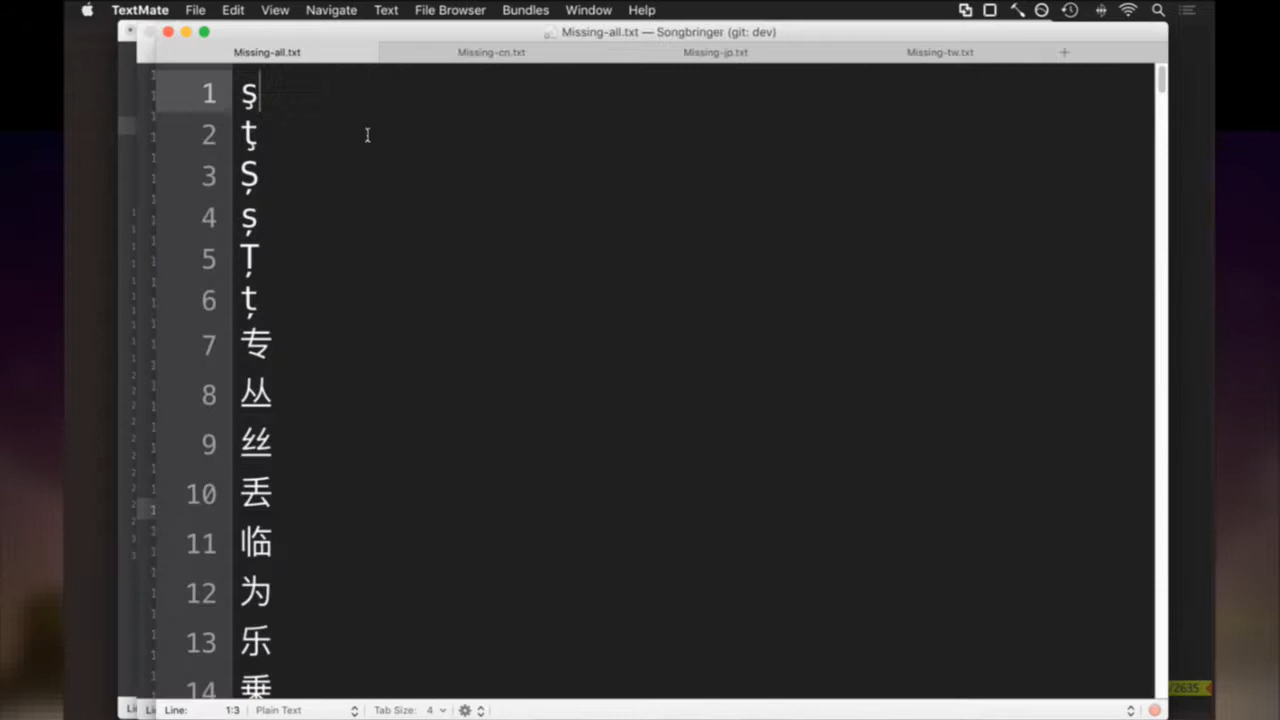 TextMate File Edit View Navigate Text File Browser Bundles Window Help
Missing-all.txt — Songbringer (git: dev)
Missing-all.txt Missing-cn.txt Missing-jp.txt Missing-tw.txt +
1 ş
2 ţ
3 Ș
4 ș
5 Ț
6 ț
7 专
8 丛
9 丝
10 丢
11 临
12 为
13 乐
14 乘
2635
Line: 1:3 Plain Text Tab Size: 4